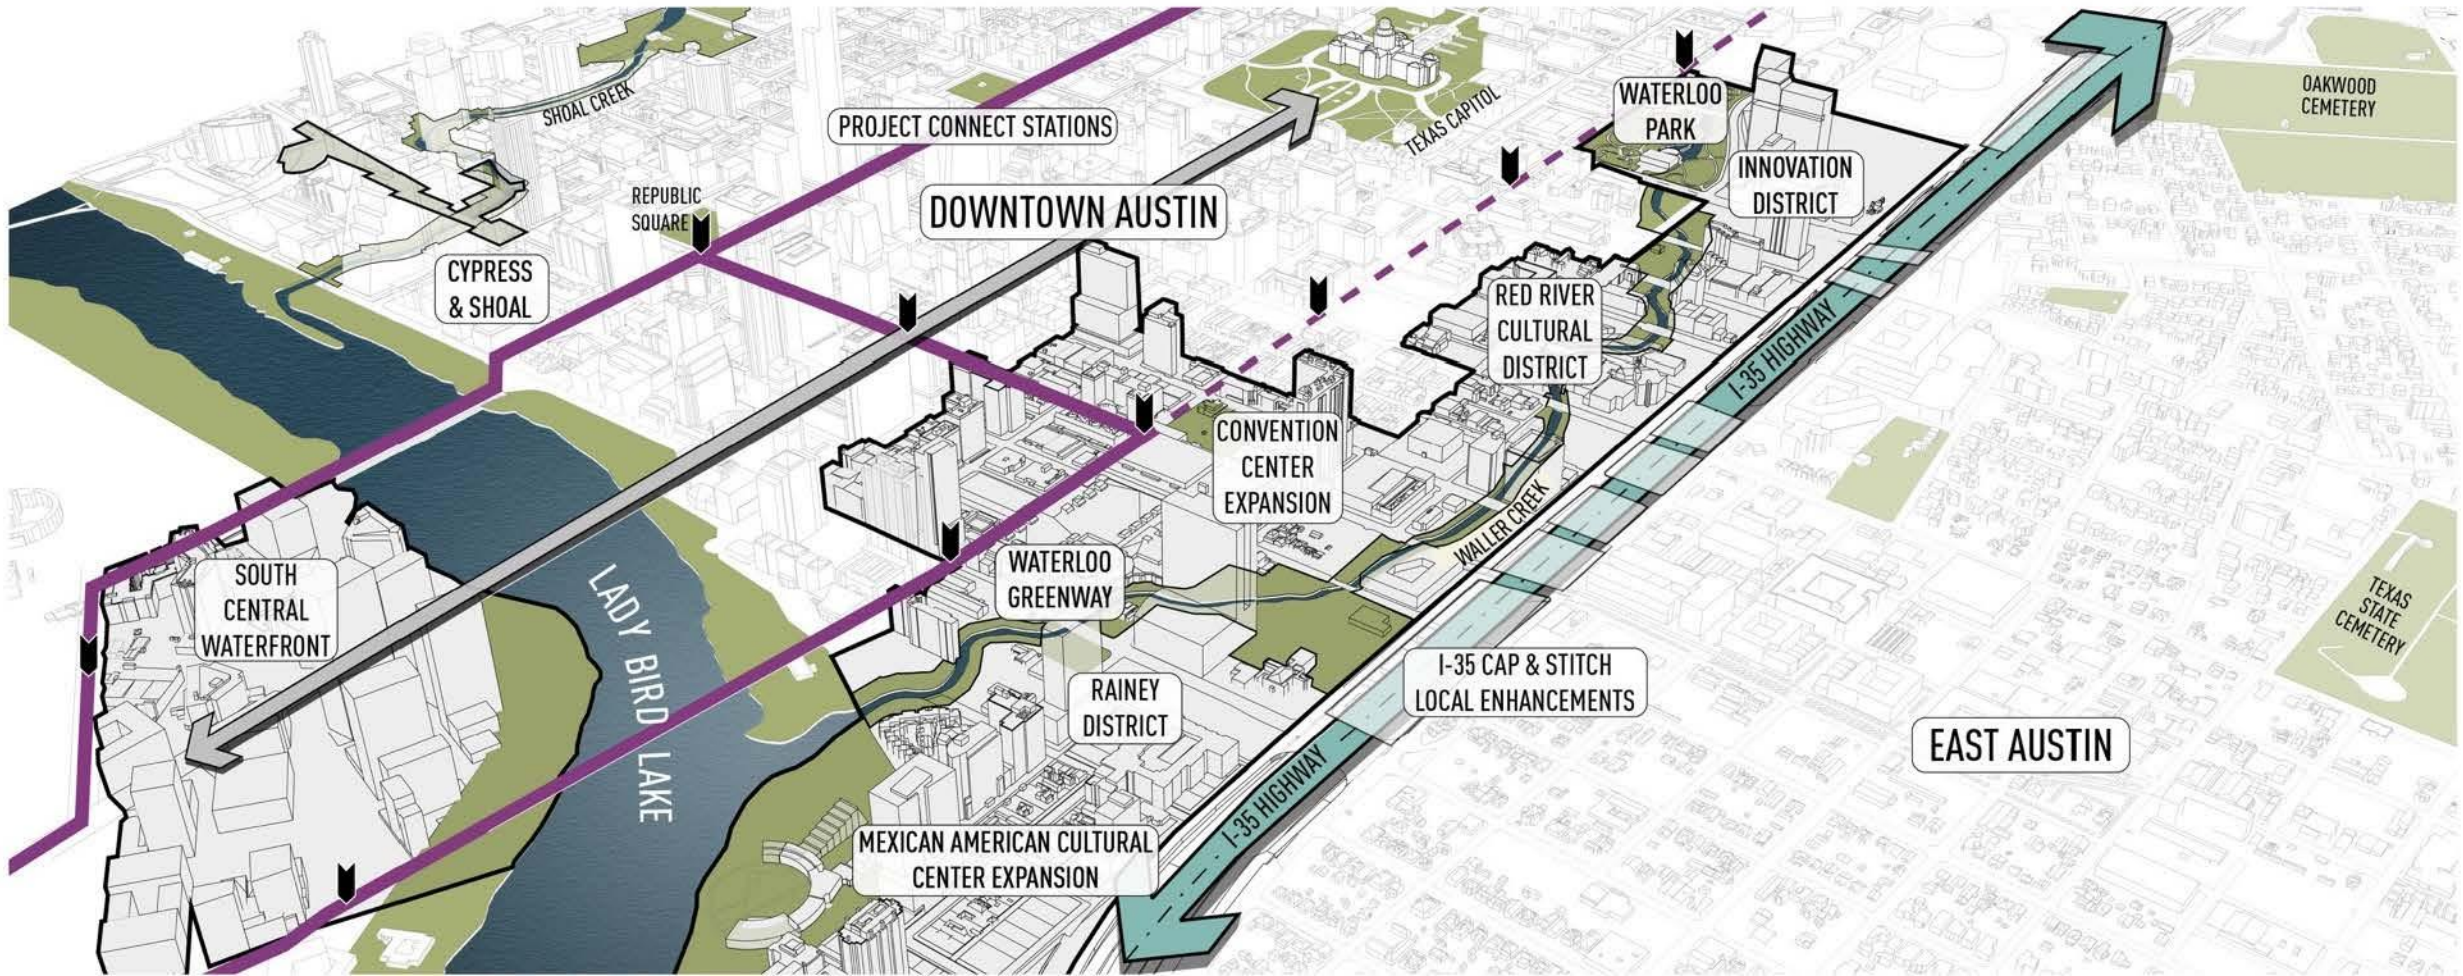 SHOAL CREEK
PROJECT CONNECT STATIONS
TEXAS CAPITOL
WATERLOO
PARK
OAKWOOD
CEMETERY
INNOVATION
DISTRICT
REPUBLIC
SQUARE
DOWNTOWN AUSTIN
CYPRESS
& SHOAL
RED RIVER
CULTURAL
DISTRICT
I-35 HIGHWAY
CONVENTION
CENTER
EXPANSION
WALLER CREEK
WATERLOO
GREENWAY
SOUTH
CENTRAL
WATERFRONT
LADY BIRD LAKE
TEXAS
STATE
CEMETERY
I-35 CAP & STITCH
LOCAL ENHANCEMENTS
RAINEY
DISTRICT
EAST AUSTIN
I-35 HIGHWAY
MEXICAN AMERICAN CULTURAL
CENTER EXPANSION